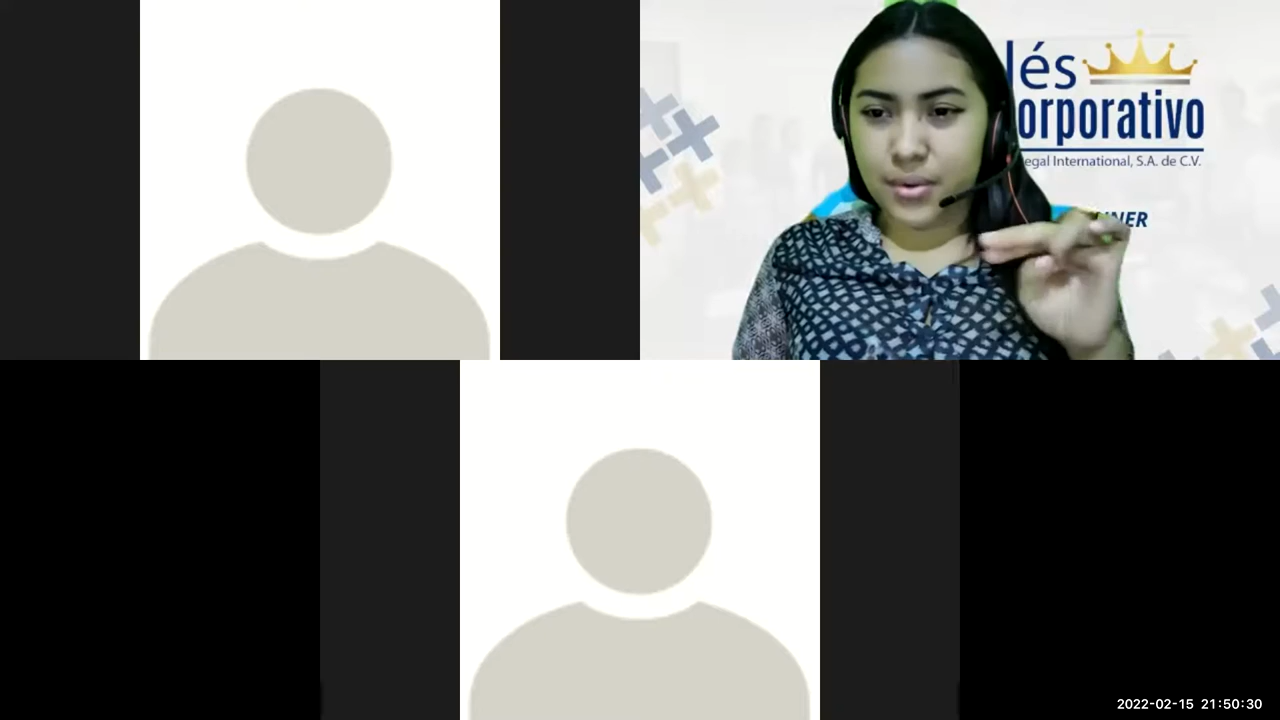 lés
orporativo
egal International, S.A. de C.V.
NER
2022-02-15 21:50:30